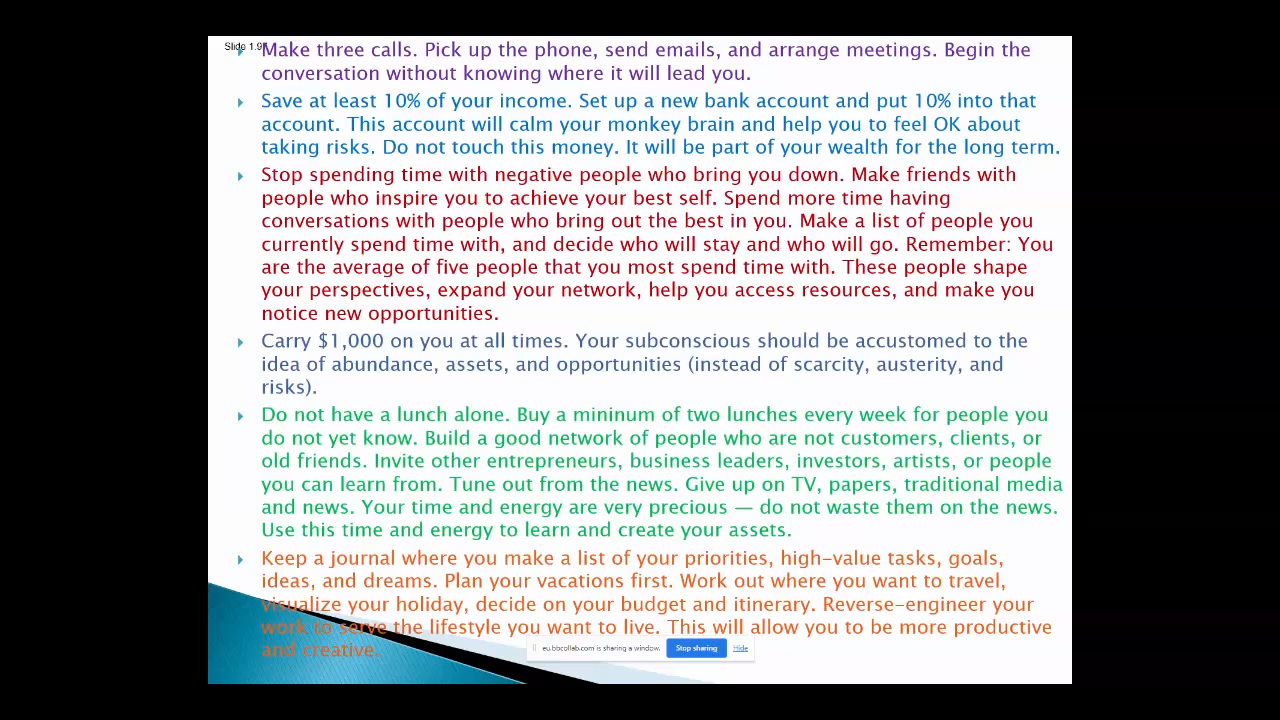 Slide 1.9
Make three calls. Pick up the phone, send emails, and arrange meetings. Begin the
conversation without knowing where it will lead you.
Save at least 10% of your income. Set up a new bank account and put 10% into that
account. This account will calm your monkey brain and help you to feel OK about
taking risks. Do not touch this money. It will be part of your wealth for the long term.
Stop spending time with negative people who bring you down. Make friends with
people who inspire you to achieve your best self. Spend more time having
conversations with people who bring out the best in you. Make a list of people you
currently spend time with, and decide who will stay and who will go. Remember: You
are the average of five people that you most spend time with. These people shape
your perspectives, expand your network, help you access resources, and make you
notice new opportunities.
Carry $1,000 on you at all times. Your subconscious should be accustomed to the
idea of abundance, assets, and opportunities (instead of scarcity, austerity, and
risks).
Do not have a lunch alone. Buy a mininum of two lunches every week for people you
do not yet know. Build a good network of people who are not customers, clients, or
old friends. Invite other entrepreneurs, business leaders, investors, artists, or people
you can learn from. Tune out from the news. Give up on TV, papers, traditional media
and news. Your time and energy are very precious — do not waste them on the news.
Use this time and energy to learn and create your assets.
Keep a journal where you make a list of your priorities, high-value tasks, goals,
ideas, and dreams. Plan your vacations first. Work out where you want to travel,
visualize your holiday, decide on your budget and itinerary. Reverse-engineer your
work to serve the lifestyle you want to live. This will allow you to be more productive
and creative.
eu.bbcollab.com is sharing a window. Stop sharing Hide